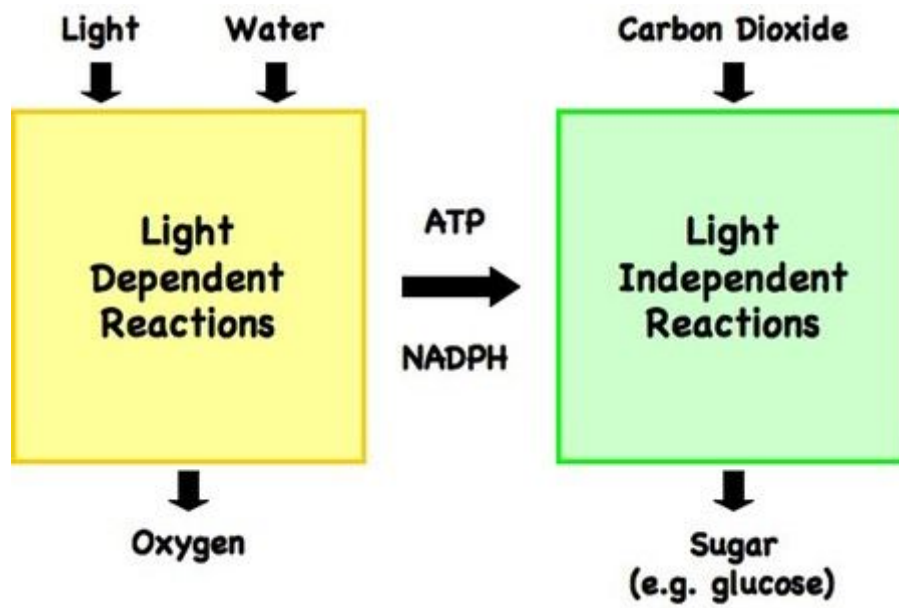 Light
Water
Carbon Dioxide
Light
Dependent
Reactions
ATP
NADPH
Light
Independent
Reactions
Oxygen
Sugar
(e.g. glucose)